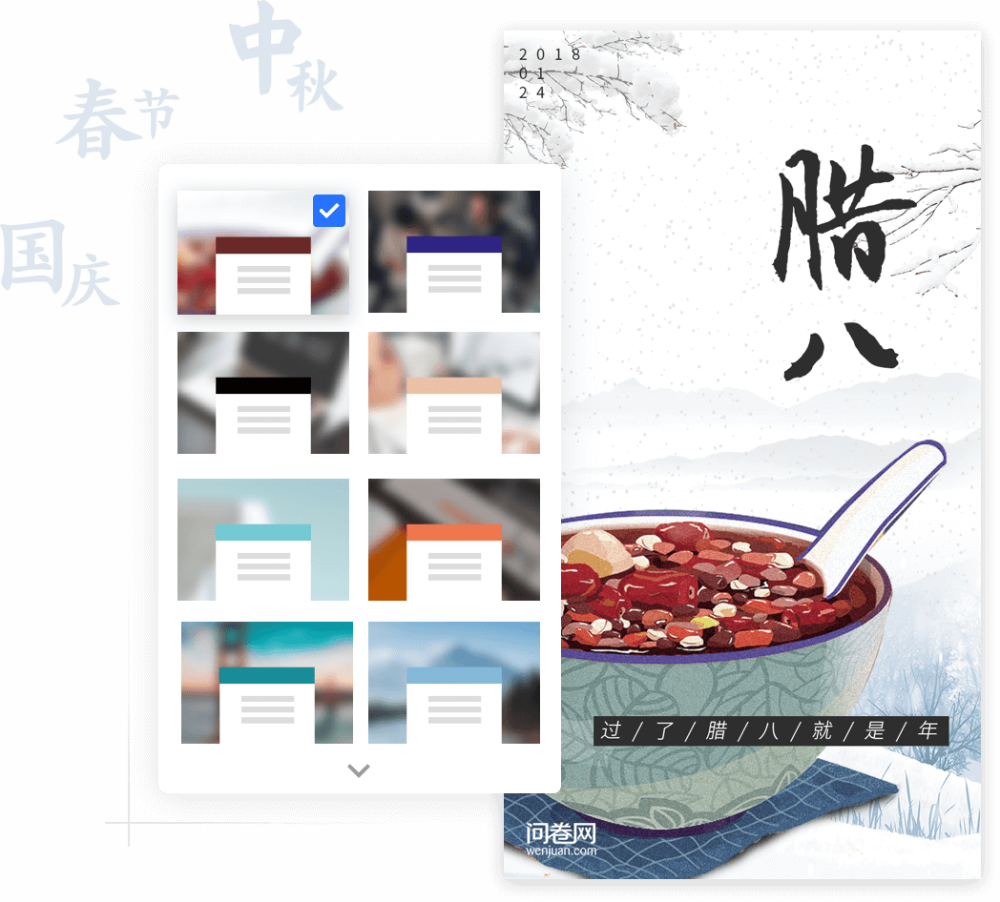 中秋
春节
国庆
2018
01
24
腊
八
过/了/腊/八/就/是/年
问卷网
wenjuan.com